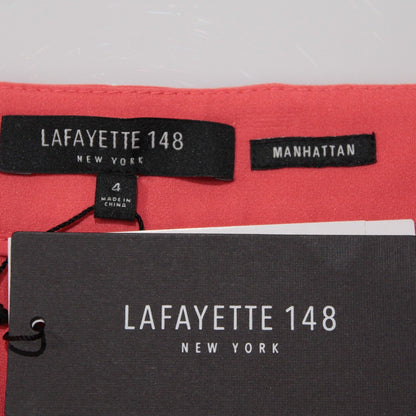 LAFAYETTE 148
NEW YORK
MANHATTAN
4
MADE IN
CHINA
LAFAYETTE 148
NEW YORK